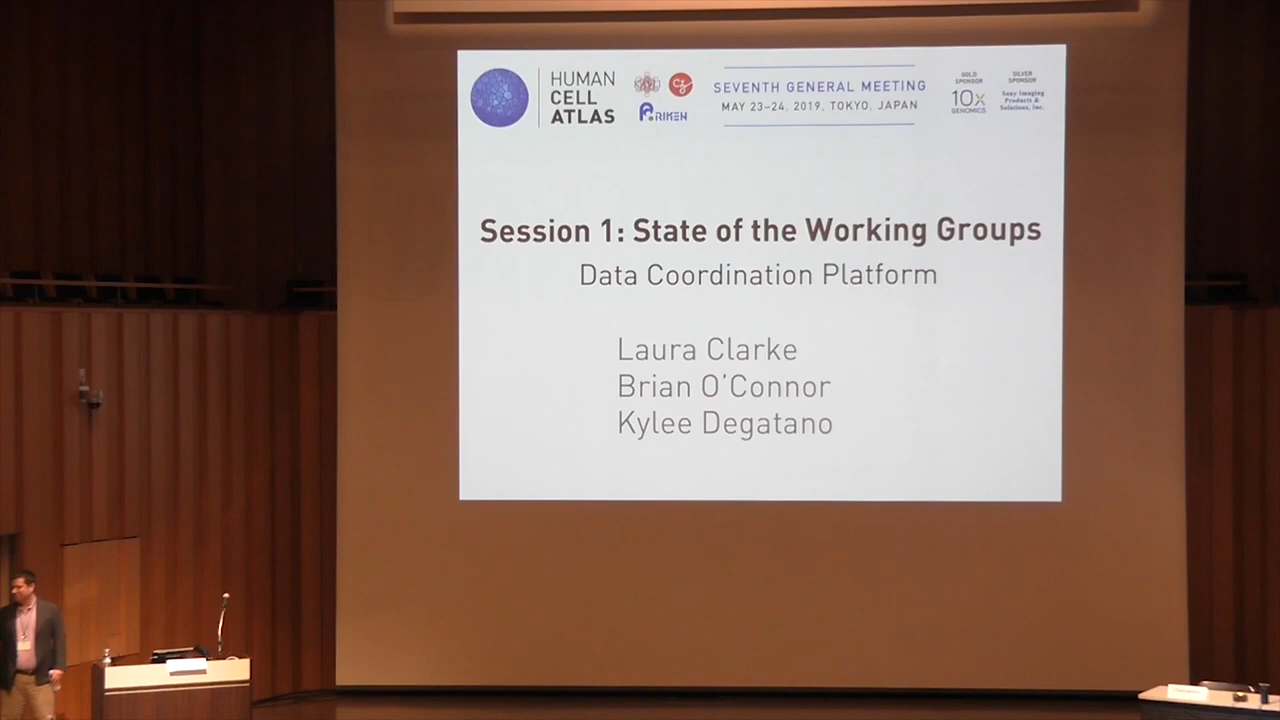 HUMAN
CELL
ATLAS
cz
RIKEN
SEVENTH GENERAL MEETING
MAY 23–24, 2019, TOKYO, JAPAN
GOLD
SPONSOR
10x
GENOMICS
SILVER
SPONSOR
Sony Imaging
Products &
Solutions, Inc.
Session 1: State of the Working Groups
Data Coordination Platform
Laura Clarke
Brian O’Connor
Kylee Degatano